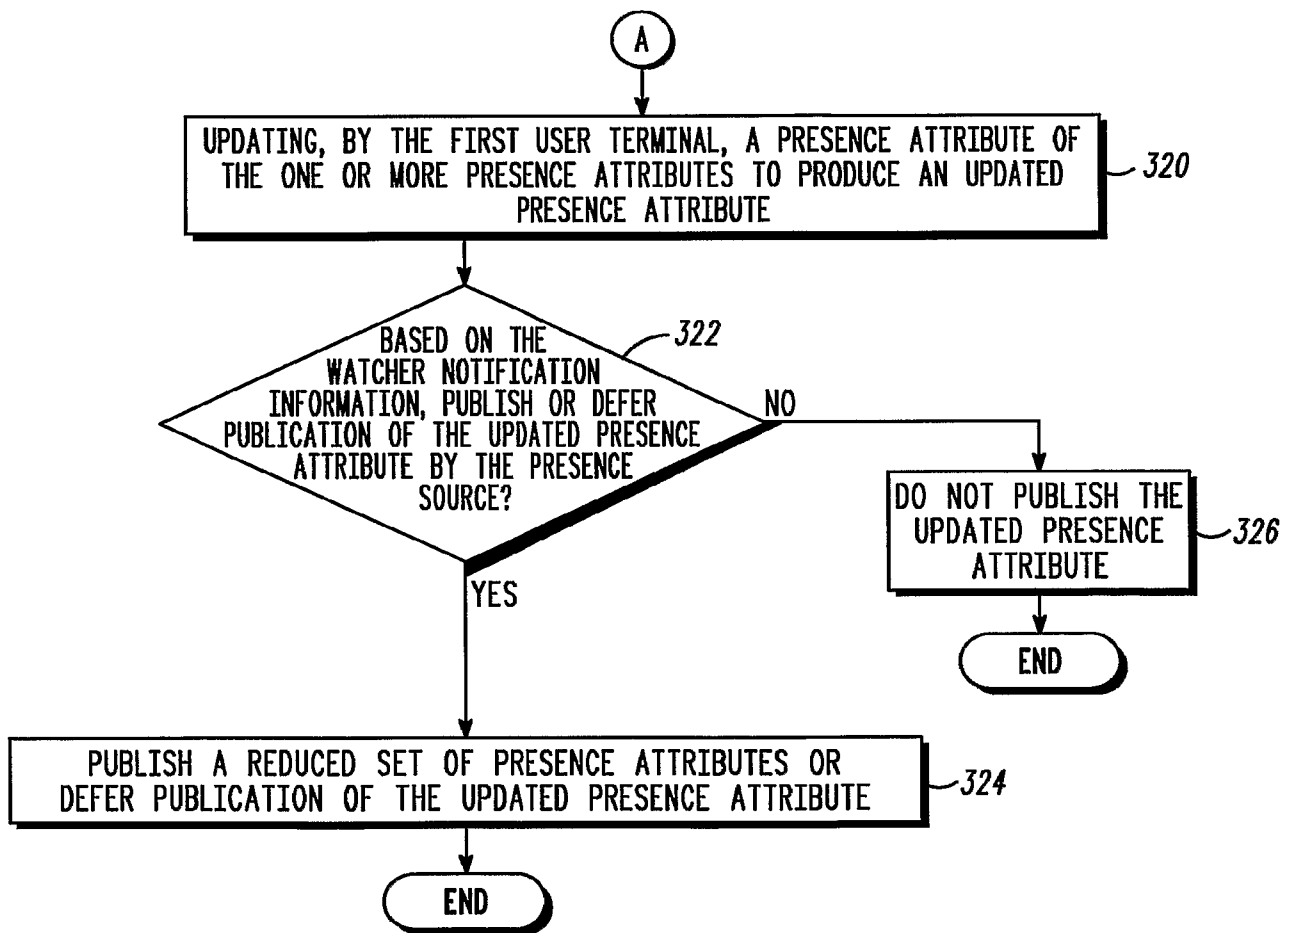 A
UPDATING, BY THE FIRST USER TERMINAL, A PRESENCE ATTRIBUTE OF
THE ONE OR MORE PRESENCE ATTRIBUTES TO PRODUCE AN UPDATED
PRESENCE ATTRIBUTE
320
BASED ON THE
WATCHER NOTIFICATION
INFORMATION, PUBLISH OR DEFER
PUBLICATION OF THE UPDATED PRESENCE
ATTRIBUTE BY THE PRESENCE
SOURCE?
322
NO
DO NOT PUBLISH THE
UPDATED PRESENCE
ATTRIBUTE
326
END
YES
PUBLISH A REDUCED SET OF PRESENCE ATTRIBUTES OR
DEFER PUBLICATION OF THE UPDATED PRESENCE ATTRIBUTE
324
END